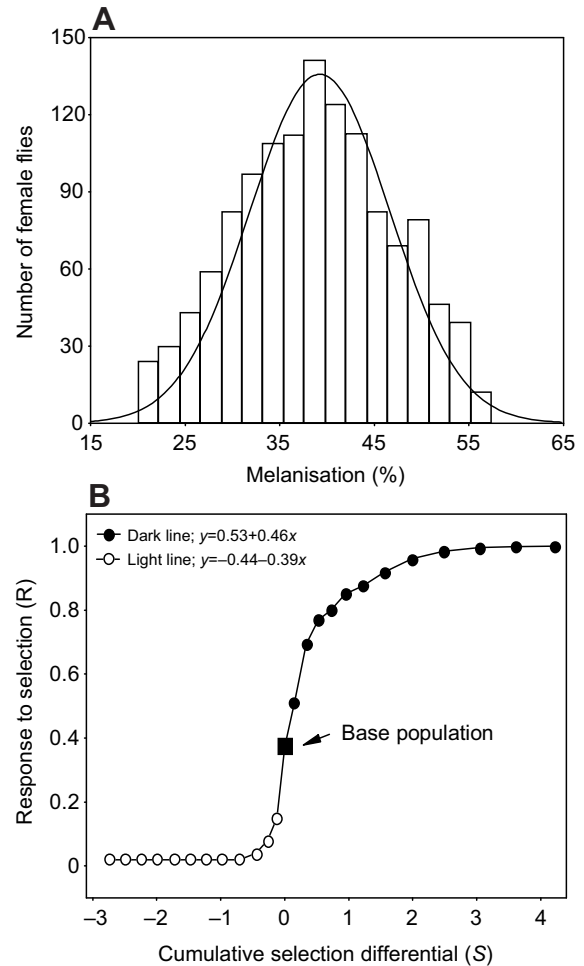 A
150
120
90
60
30
0
Number of female flies
15 25 35 45 55 65
Melanisation (%)
B
Dark line; y=0.53+0.46x
Light line; y=–0.44–0.39x
1.0
0.8
0.6
0.4
0.2
0
Response to selection (R)
Base population
–3 –2 –1 0 1 2 3 4
Cumulative selection differential (S)